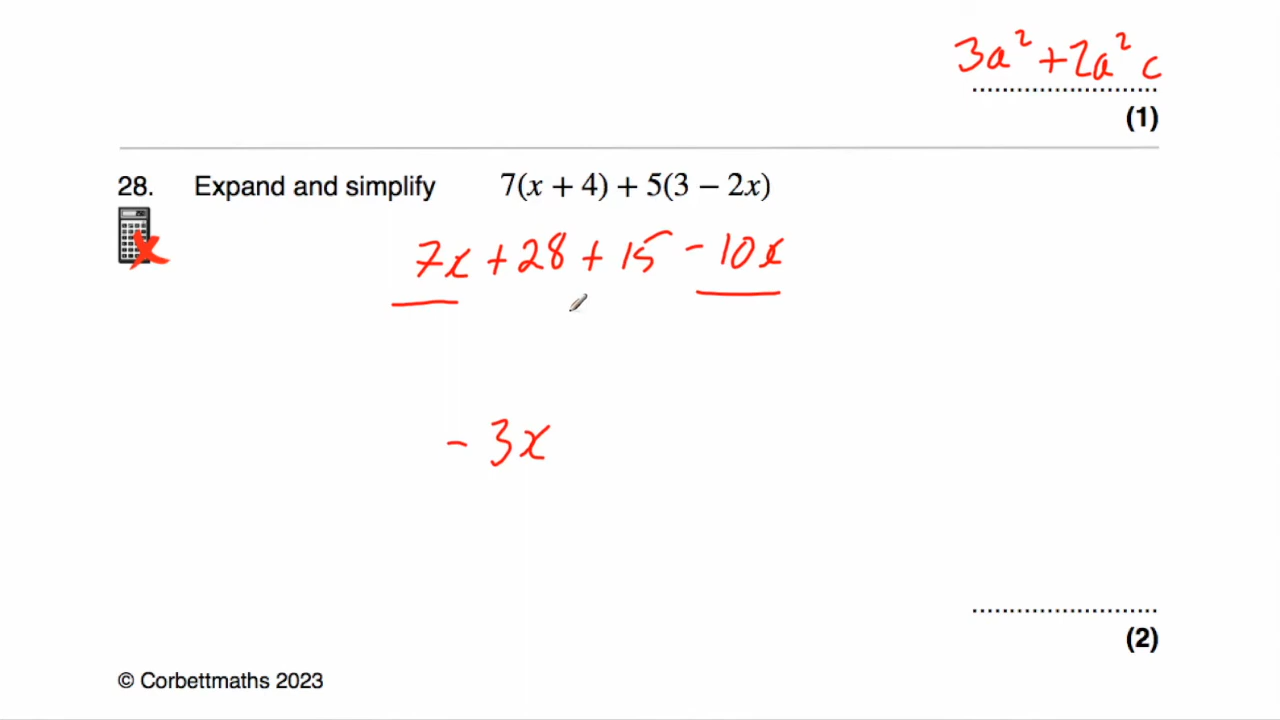 3a² + 2a²c
(1)
28. Expand and simplify 7(x + 4) + 5(3 − 2x)
7x + 28 + 15 − 10x
− 3x
(2)
© Corbettmaths 2023